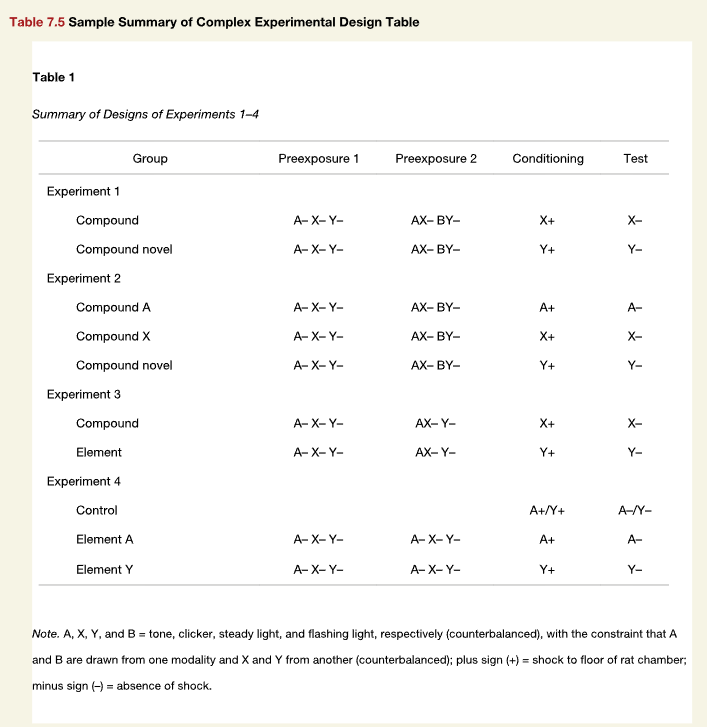 Table 7.5 Sample Summary of Complex Experimental Design Table
Table 1
Summary of Designs of Experiments 1–4
Group Preexposure 1 Preexposure 2 Conditioning Test
Experiment 1
Compound A– X– Y– AX– BY– X+ X–
Compound novel A– X– Y– AX– BY– Y+ Y–
Experiment 2
Compound A A– X– Y– AX– BY– A+ A–
Compound X A– X– Y– AX– BY– X+ X–
Compound novel A– X– Y– AX– BY– Y+ Y–
Experiment 3
Compound A– X– Y– AX– Y– X+ X–
Element A– X– Y– AX– Y– Y+ Y–
Experiment 4
Control A+/Y+ A–/Y–
Element A A– X– Y– A– X– Y– A+ A–
Element Y A– X– Y– A– X– Y– Y+ Y–
Note. A, X, Y, and B = tone, clicker, steady light, and flashing light, respectively (counterbalanced), with the constraint that A
and B are drawn from one modality and X and Y from another (counterbalanced); plus sign (+) = shock to floor of rat chamber;
minus sign (–) = absence of shock.